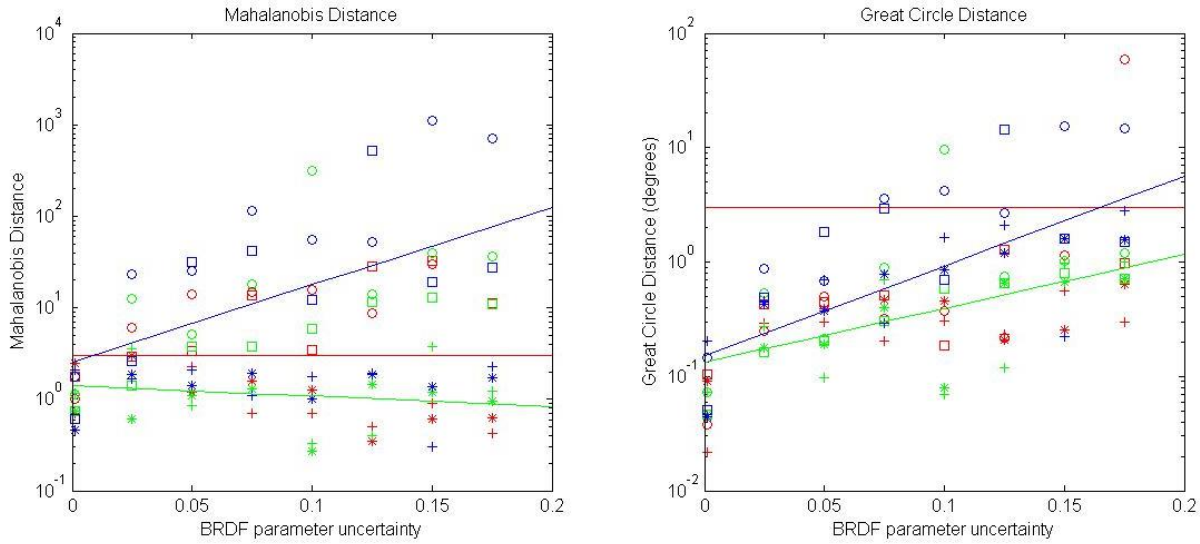 Mahalanobis Distance
10^4
10^3
10^2
10^1
10^0
10^-1
Mahalanobis Distance
0 0.05 0.1 0.15 0.2
BRDF parameter uncertainty
Great Circle Distance
10^2
10^1
10^0
10^-1
10^-2
Great Circle Distance (degrees)
0 0.05 0.1 0.15 0.2
BRDF parameter uncertainty